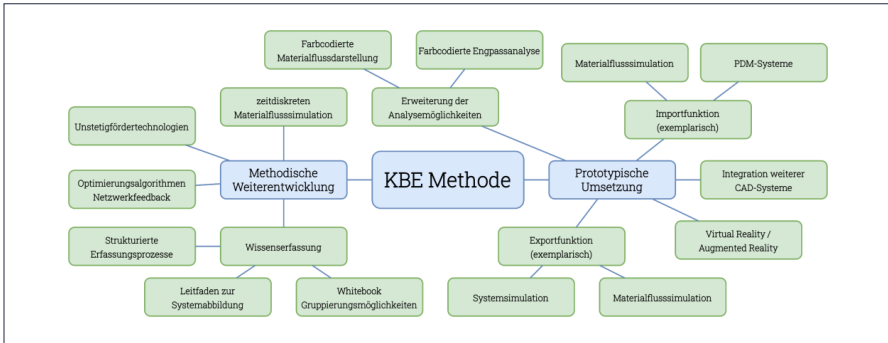 Farbcodierte
Materialflussdarstellung
Farbcodierte Engpassanalyse
Materialflusssimulation
PDM-Systeme
zeitdiskreten
Materialflusssimulation
Erweiterung der
Analysemöglichkeiten
Importfunktion
(exemplarisch)
Unstetigfördertechnologien
Methodische
Weiterentwicklung
KBE Methode
Prototypische
Umsetzung
Integration weiterer
CAD-Systeme
Optimierungsalgorithmen
Netzwerkfeedback
Strukturierte
Erfassungsprozesse
Wissenserfassung
Exportfunktion
(exemplarisch)
Virtual Reality /
Augmented Reality
Leitfaden zur
Systemabbildung
Whitebook
Gruppierungsmöglichkeiten
Systemsimulation
Materialflusssimulation